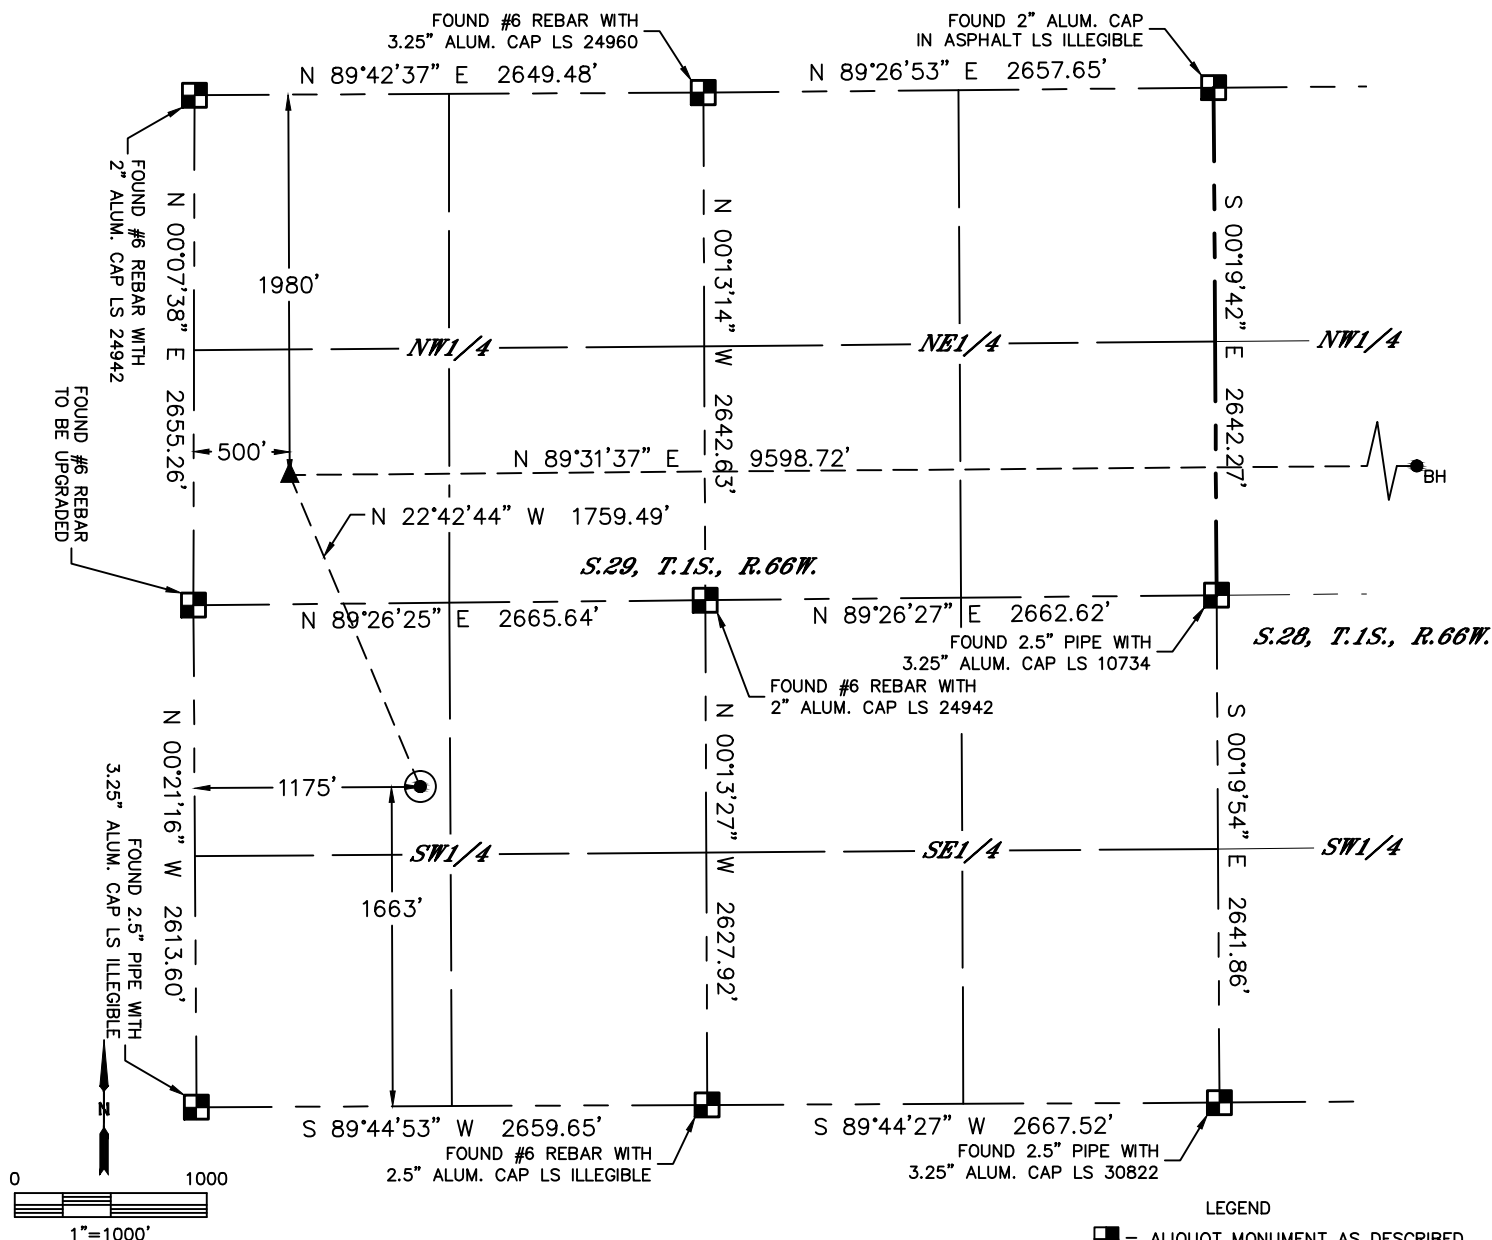 FOUND #6 REBAR WITH
3.25" ALUM. CAP LS 24960
FOUND 2" ALUM. CAP
IN ASPHALT LS ILLEGIBLE
N 89°42'37" E 2649.48'
N 89°26'53" E 2657.65'
FOUND #6 REBAR WITH
2" ALUM. CAP LS 24942
N 00°07'38" E 2655.26'
1980'
N 00°13'14" W 2642.63'
S 00°19'42" E 2642.27'
NW1/4
NE1/4
NW1/4
FOUND #6 REBAR
TO BE UPGRADED
500'
N 89°31'37" E 9598.72'
BH
N 22°42'44" W 1759.49'
S.29, T.1S., R.66W.
N 89°26'25" E 2665.64'
N 89°26'27" E 2662.62'
S.28, T.1S., R.66W.
FOUND 2.5" PIPE WITH
3.25" ALUM. CAP LS 10734
FOUND #6 REBAR WITH
2" ALUM. CAP LS 24942
N 00°21'16" W 2613.60'
N 00°13'27" W 2627.92'
S 00°19'54" E 2641.86'
1175'
FOUND 2.5" PIPE WITH
3.25" ALUM. CAP LS ILLEGIBLE
SW1/4
SE1/4
SW1/4
1663'
N
S 89°44'53" W 2659.65'
S 89°44'27" W 2667.52'
FOUND #6 REBAR WITH
2.5" ALUM. CAP LS ILLEGIBLE
FOUND 2.5" PIPE WITH
3.25" ALUM. CAP LS 30822
0 1000
1"=1000'
LEGEND
= ALIQUOT MONUMENT AS DESCRIBED